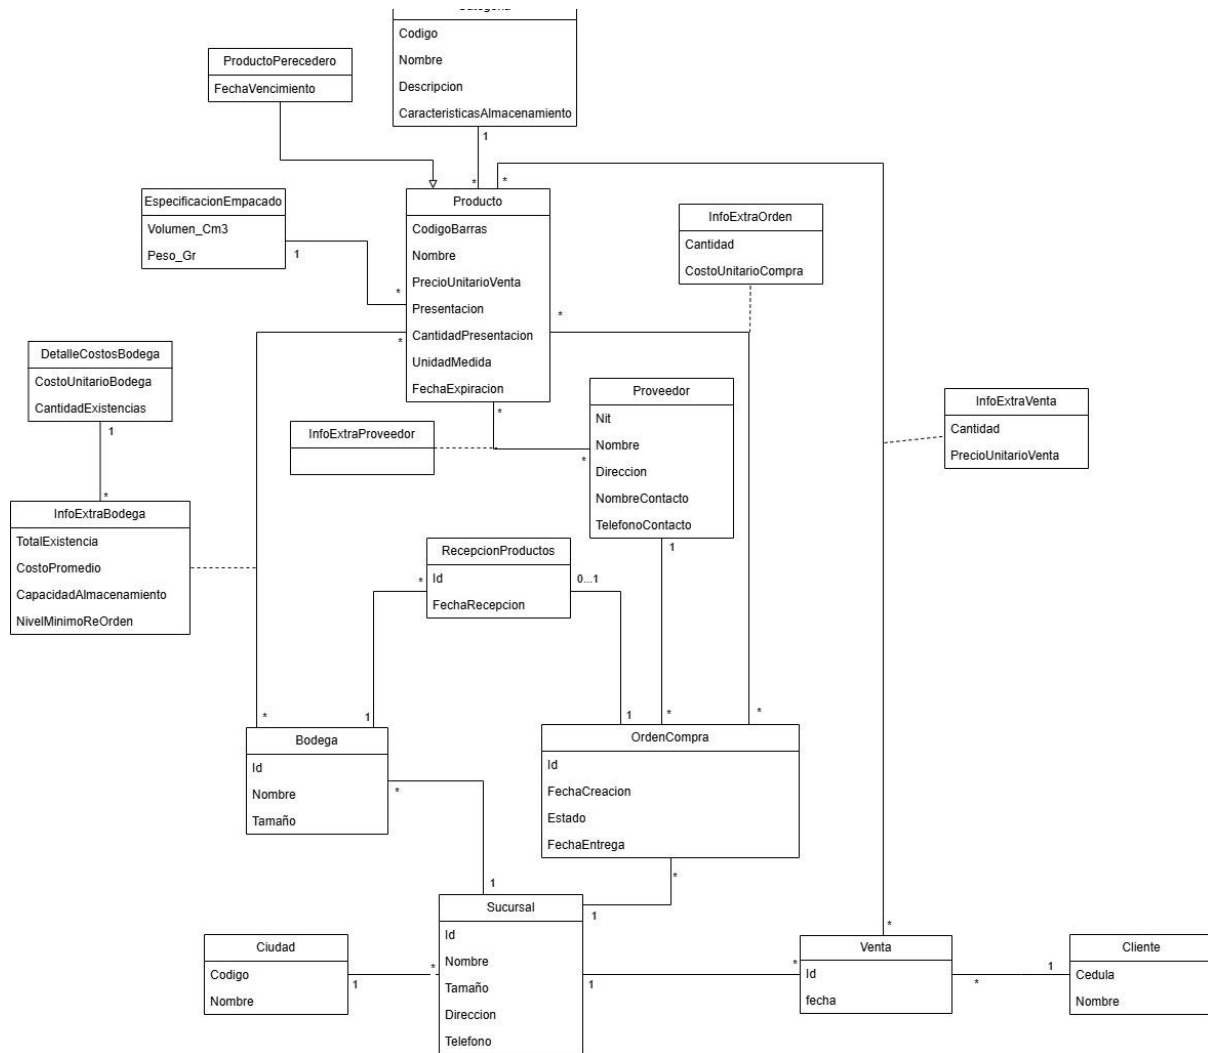 Codigo
Nombre
Descripcion
CaracteristicasAlmacenamiento
1
*
ProductoPerecedero
FechaVencimiento
*
EspecificacionEmpacado
Volumen_Cm3
Peso_Gr
1
*
Producto
CodigoBarras
Nombre
PrecioUnitarioVenta
Presentacion
CantidadPresentacion
UnidadMedida
FechaExpiracion
*
*
*
InfoExtraOrden
Cantidad
CostoUnitarioCompra
DetalleCostosBodega
CostoUnitarioBodega
CantidadExistencias
1
*
InfoExtraProveedor
Proveedor
Nit
Nombre
Direccion
NombreContacto
TelefonoContacto
*
1
InfoExtraVenta
Cantidad
PrecioUnitarioVenta
InfoExtraBodega
TotalExistencia
CostoPromedio
CapacidadAlmacenamiento
NivelMinimoReOrden
RecepcionProductos
Id
FechaRecepcion
*
0...1
*
1
1
*
*
Bodega
Id
Nombre
Tamaño
*
OrdenCompra
Id
FechaCreacion
Estado
FechaEntrega
*
1
1
Sucursal
Id
Nombre
Tamaño
Direccion
Telefono
Ciudad
Codigo
Nombre
1
*
1
*
*
Venta
Id
fecha
*
1
Cliente
Cedula
Nombre